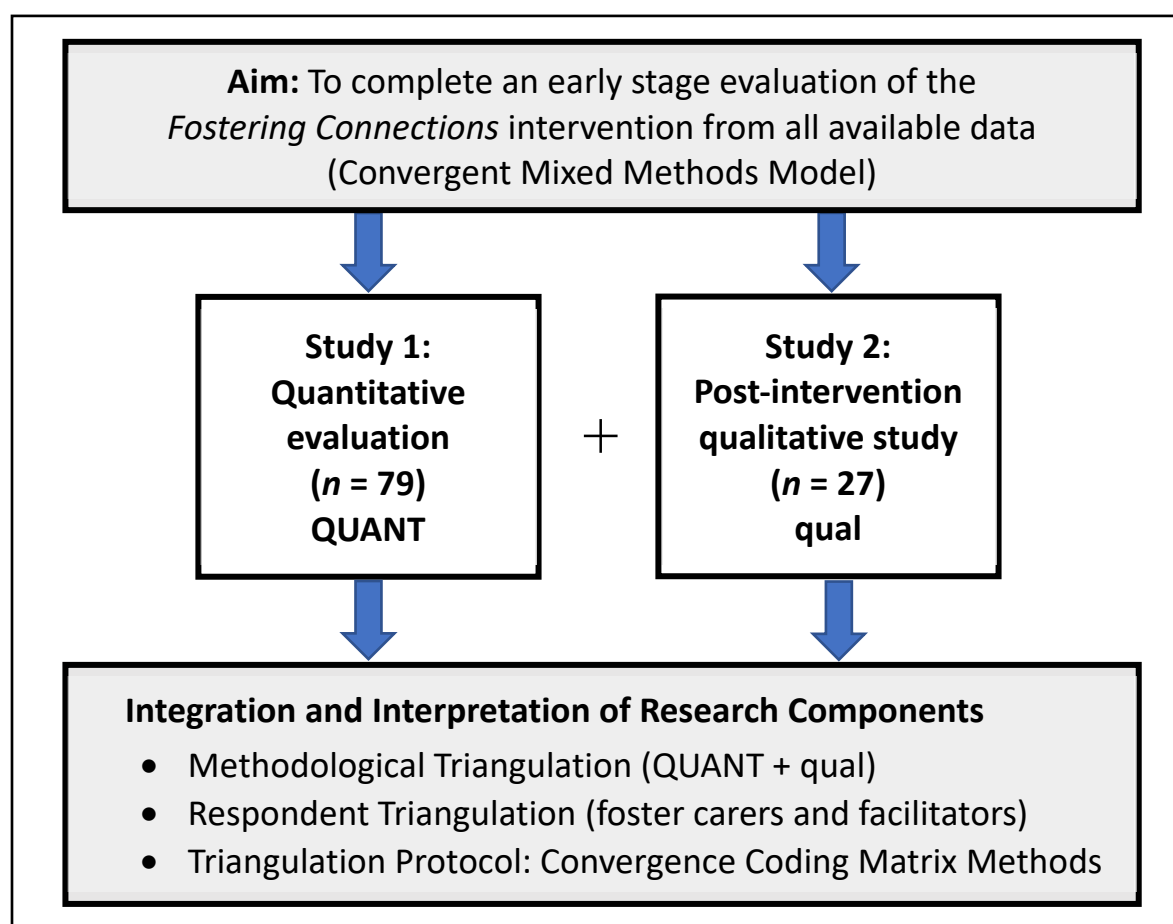 Aim: To complete an early stage evaluation of the
Fostering Connections intervention from all available data
(Convergent Mixed Methods Model)
Study 1:
Quantitative
evaluation
(n = 79)
QUANT
+
Study 2:
Post-intervention
qualitative study
(n = 27)
qual
Integration and Interpretation of Research Components
• Methodological Triangulation (QUANT + qual)
• Respondent Triangulation (foster carers and facilitators)
• Triangulation Protocol: Convergence Coding Matrix Methods